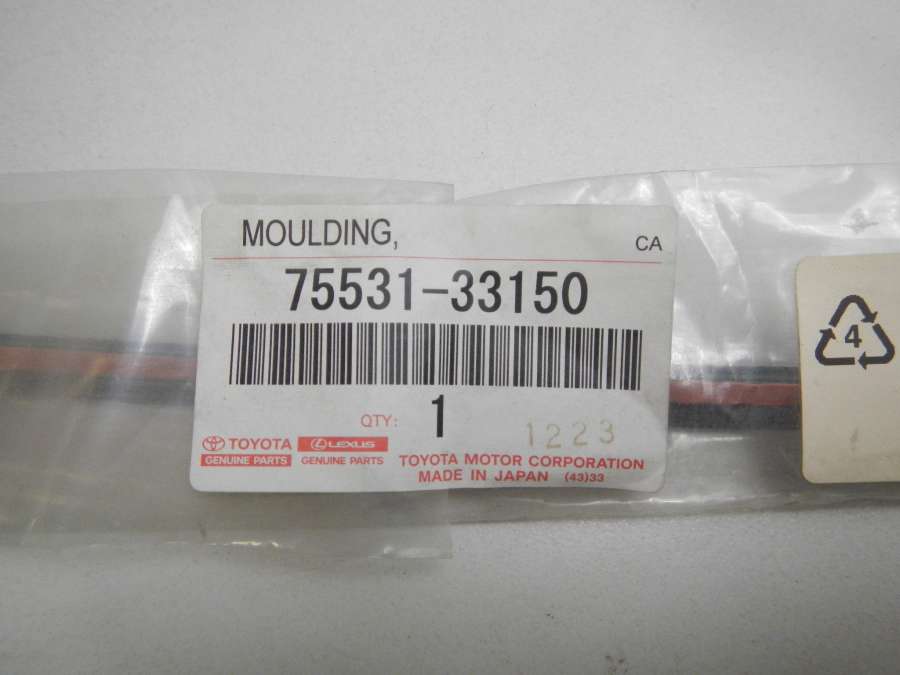 MOULDING,
CA
75531-33150
QTY: 1
1223
TOYOTA LEXUS
GENUINE PARTS GENUINE PARTS
TOYOTA MOTOR CORPORATION
MADE IN JAPAN (43)33
4